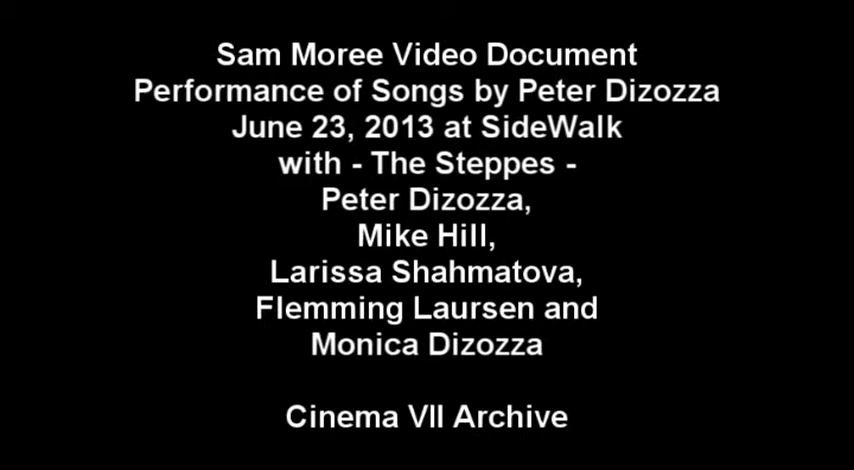 Sam Moree Video Document
Performance of Songs by Peter Dizozza
June 23, 2013 at SideWalk
with - The Steppes -
Peter Dizozza,
Mike Hill,
Larissa Shahmatova,
Flemming Laursen and
Monica Dizozza
Cinema VII Archive